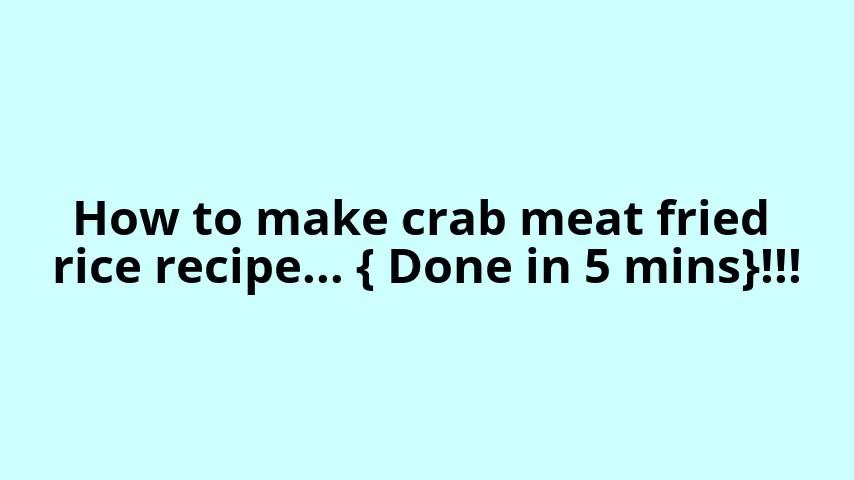 How to make crab meat fried
rice recipe... { Done in 5 mins}!!!